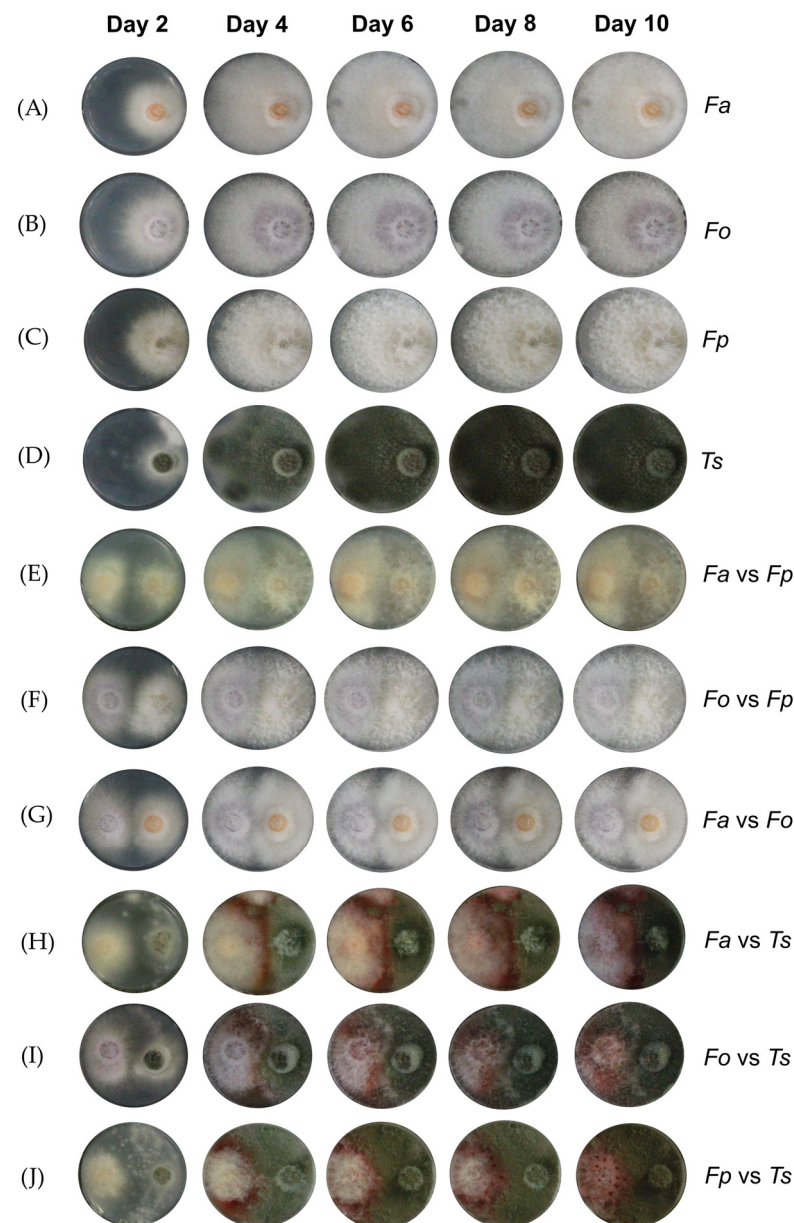 Day 2 Day 4 Day 6 Day 8 Day 10
(A) Fa
(B) Fo
(C) Fp
(D) Ts
(E) Fa vs Fp
(F) Fo vs Fp
(G) Fa vs Fo
(H) Fa vs Ts
(I) Fo vs Ts
(J) Fp vs Ts